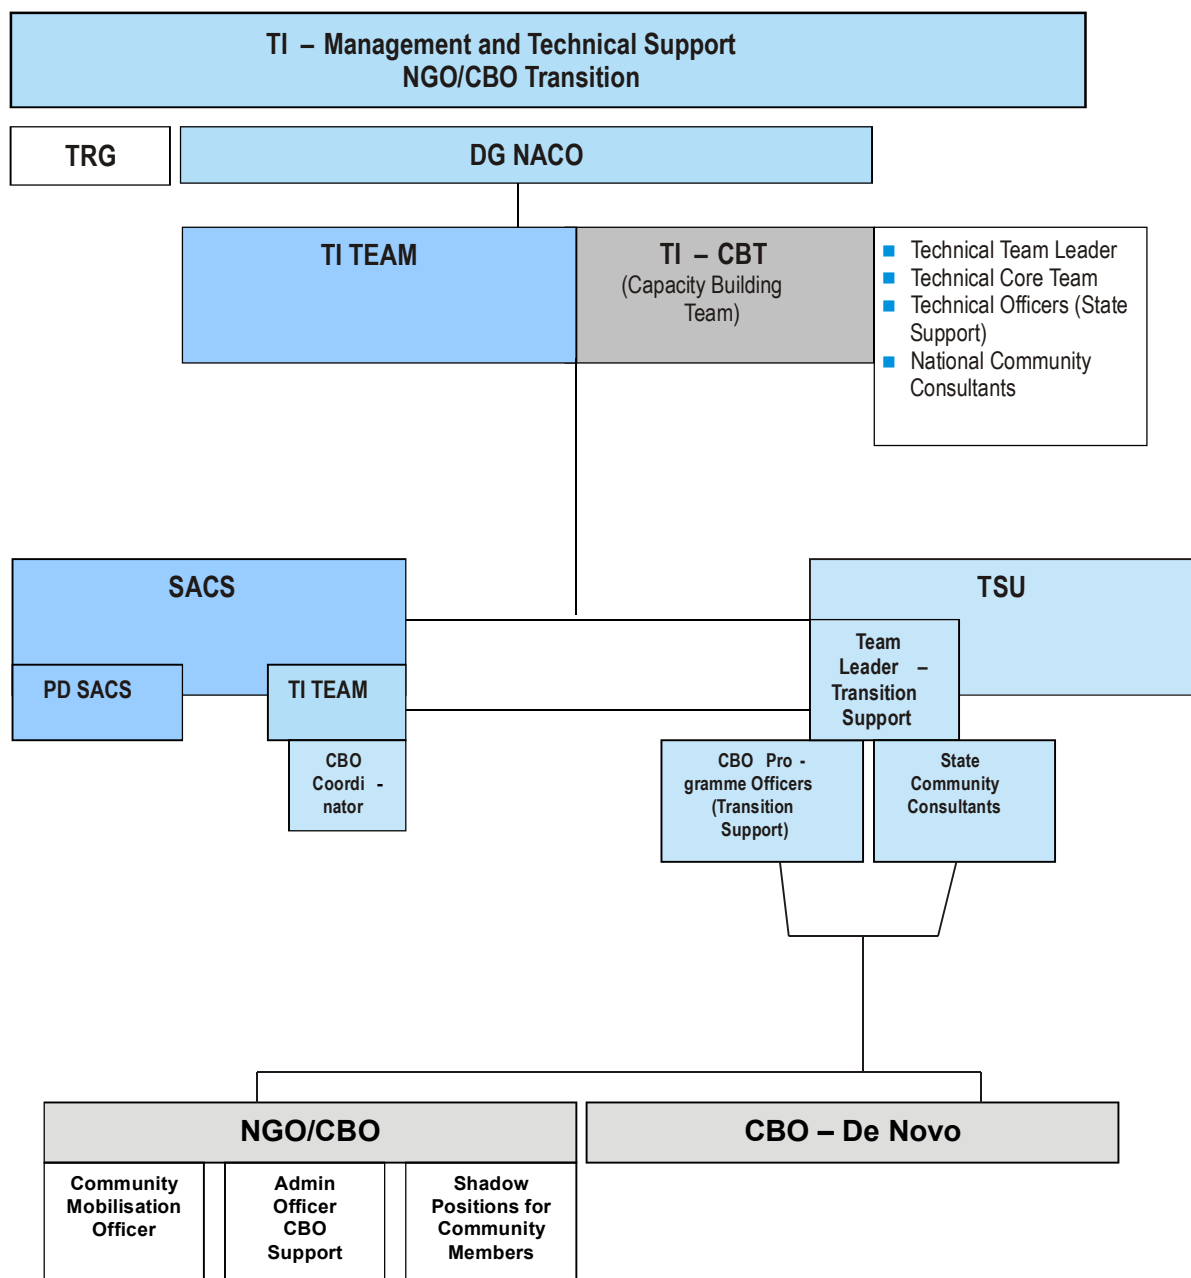 TI – Management and Technical Support
NGO/CBO Transition
TRG
DG NACO
TI TEAM
TI – CBT
(Capacity Building
Team)
Technical Team Leader
Technical Core Team
Technical Officers (State
Support)
National Community
Consultants
SACS
TSU
PD SACS
TI TEAM
Team
Leader –
Transition
Support
CBO
Coordi -
nator
CBO Pro -
gramme Officers
(Transition
Support)
State
Community
Consultants
NGO/CBO
CBO – De Novo
Community
Mobilisation
Officer
Admin
Officer
CBO
Support
Shadow
Positions for
Community
Members